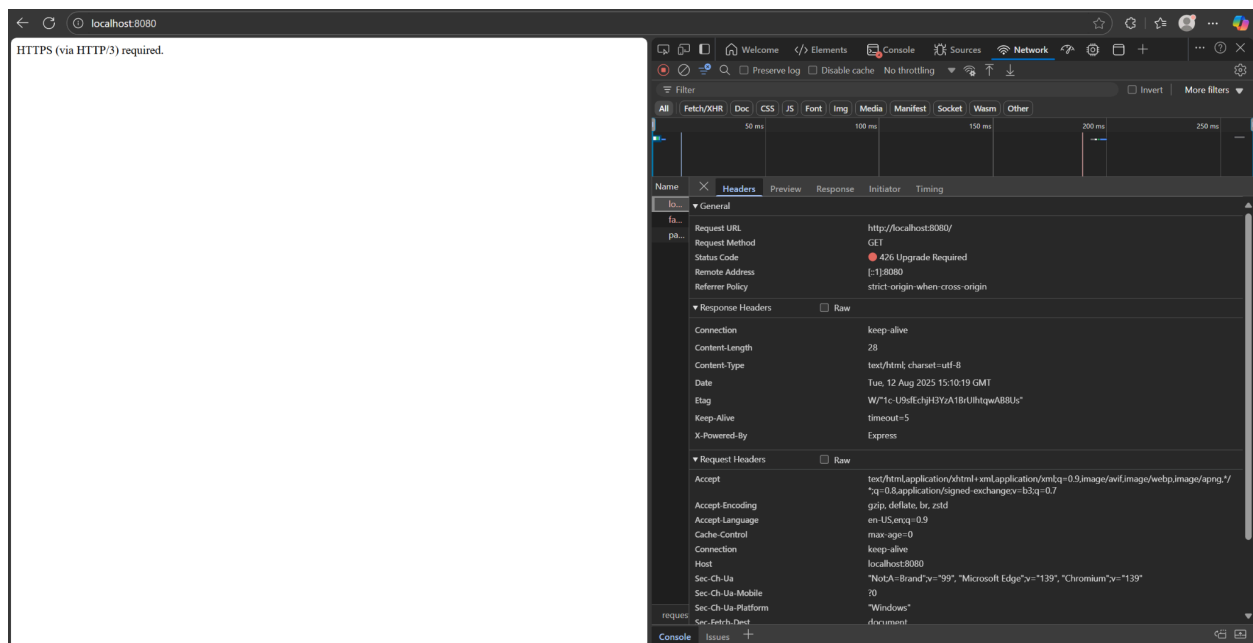 localhost:8080
HTTPS (via HTTP/3) required.
Welcome </> Elements Console Sources Network
Preserve log Disable cache No throttling
Filter Invert More filters
All Fetch/XHR Doc CSS JS Font Img Media Manifest Socket Wasm Other
50 ms 100 ms 150 ms 200 ms 250 ms
Name Headers Preview Response Initiator Timing
lo... General
fa...
pa...
Request URL http://localhost:8080/
Request Method GET
Status Code 426 Upgrade Required
Remote Address [::1]:8080
Referrer Policy strict-origin-when-cross-origin
Response Headers Raw
Connection keep-alive
Content-Length 28
Content-Type text/html; charset=utf-8
Date Tue, 12 Aug 2025 15:10:19 GMT
Etag
Keep-Alive timeout=5
X-Powered-By Express
Request Headers Raw
Accept text/html,application/xhtml+xml,application/xml;q=0.9,image/avif,image/webp,image/apng,*/
*;q=0.8,application/signed-exchange;v=b3;q=0.7
Accept-Encoding gzip, deflate, br, zstd
Accept-Language en-US,en;q=0.9
Cache-Control max-age=0
Connection keep-alive
Host localhost:8080
Sec-Ch-Ua "Not;A=Brand";v="99", "Microsoft Edge";v="139", "Chromium";v="139"
Sec-Ch-Ua-Mobile ?0
reques Sec-Ch-Ua-Platform "Windows"
Sec-Fetch-Dest document
Console Issues